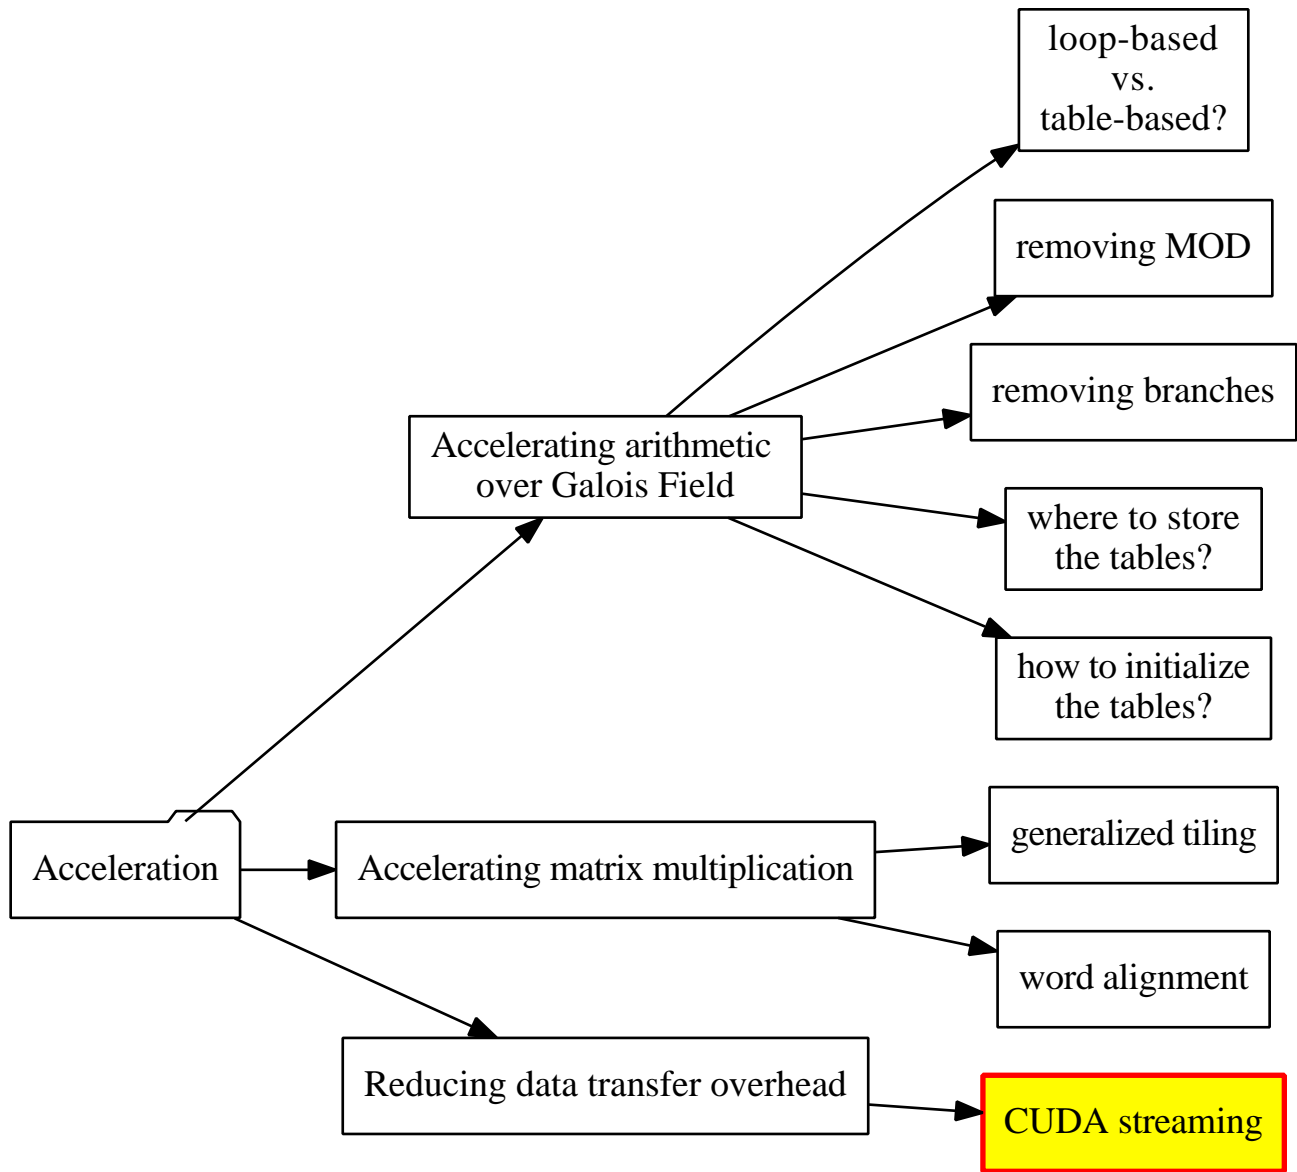 loop-based
vs.
table-based?
removing MOD
removing branches
Accelerating arithmetic
over Galois Field
where to store
the tables?
how to initialize
the tables?
generalized tiling
Acceleration
Accelerating matrix multiplication
word alignment
Reducing data transfer overhead
CUDA streaming